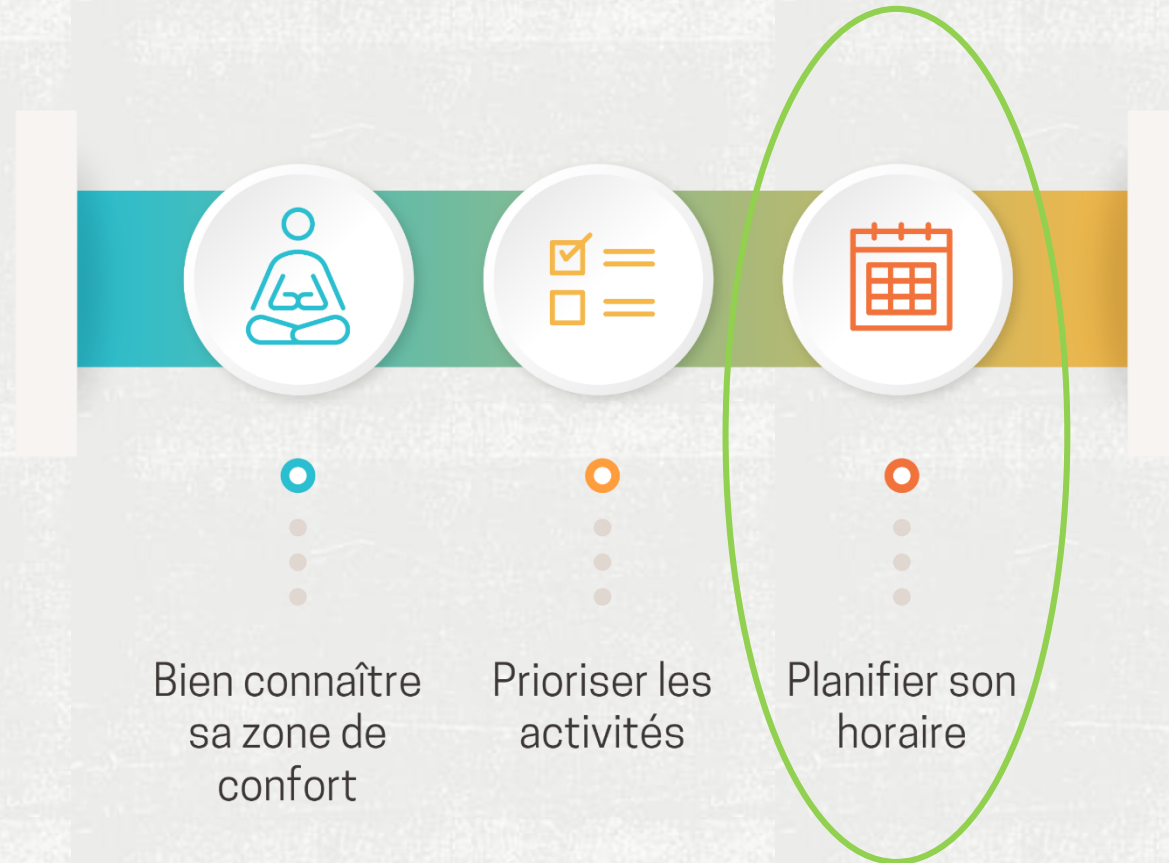 Bien connaître
sa zone de
confort
Prioriser les
activités
Planifier son
horaire